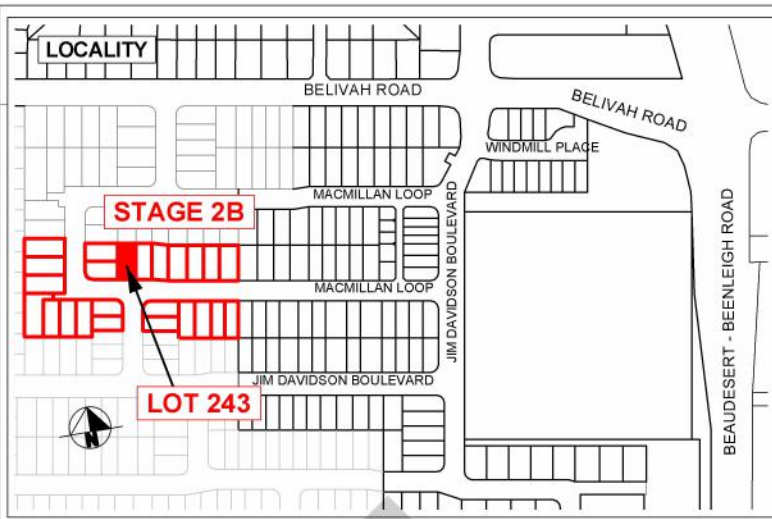 LOCALITY
BELIVAH ROAD
BELIVAH ROAD
WINDMILL PLACE
MACMILLAN LOOP
STAGE 2B
MACMILLAN LOOP
JIM DAVIDSON BOULEVARD
BEAUDESERT - BEENLEIGH ROAD
JIM DAVIDSON BOULEVARD
LOT 243
N